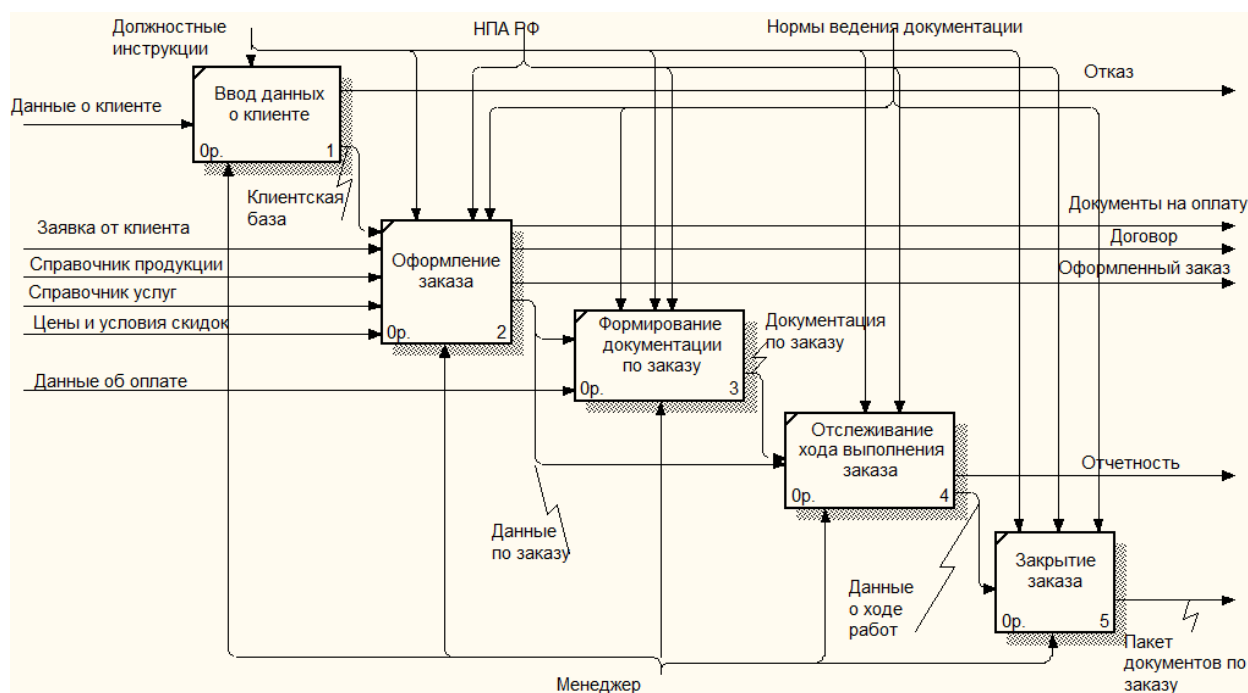 Должностные
инструкции
НПА РФ
Нормы ведения документации
Отказ
Данные о клиенте
Ввод данных
о клиенте
0р. 1
Клиентская
база
Заявка от клиента
Справочник продукции
Справочник услуг
Цены и условия скидок
Оформление
заказа
0р. 2
Документы на оплату
Договор
Оформленный заказ
Данные об оплате
Формирование
документации
по заказу
0р. 3
Документация
по заказу
Отслеживание
хода выполнения
заказа
0р. 4
Отчетность
Данные
по заказу
Данные
о ходе
работ
Закрытие
заказа
0р. 5
Пакет
документов по
заказу
Менеджер